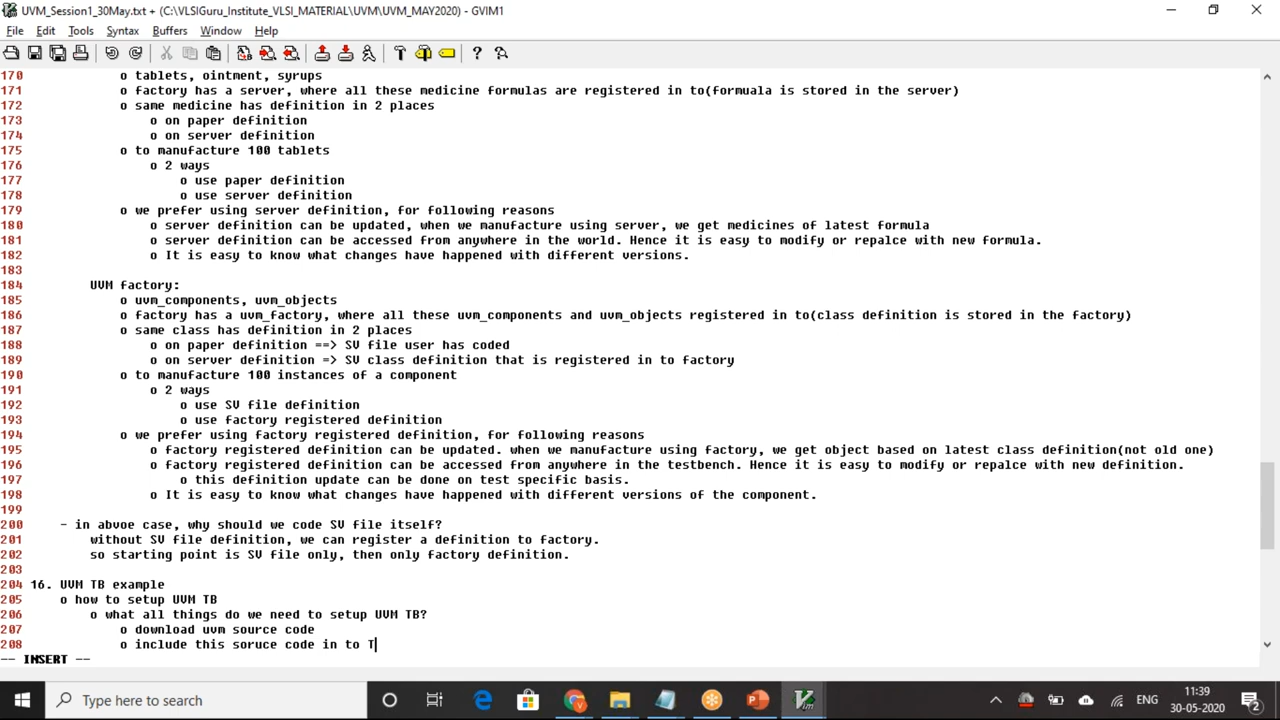 UVM_Session1_30May.txt + (C:\VLSIGuru_Institute_VLSI_MATERIAL\UVM\UVM_MAY2020) - GVIM1
File Edit Tools Syntax Buffers Window Help
170 o tablets, ointment, syrups
171 o factory has a server, where all these medicine formulas are registered in to(formuala is stored in the server)
172 o same medicine has definition in 2 places
173 o on paper definition
174 o on server definition
175 o to manufacture 100 tablets
176 o 2 ways
177 o use paper definition
178 o use server definition
179 o we prefer using server definition, for following reasons
180 o server definition can be updated, when we manufacture using server, we get medicines of latest formula
181 o server definition can be accessed from anywhere in the world. Hence it is easy to modify or repalce with new formula.
182 o It is easy to know what changes have happened with different versions.
183
184 UVM factory:
185 o uvm_components, uvm_objects
186 o factory has a uvm_factory, where all these uvm_components and uvm_objects registered in to(class definition is stored in the factory)
187 o same class has definition in 2 places
188 o on paper definition ==> SV file user has coded
189 o on server definition => SV class definition that is registered in to factory
190 o to manufacture 100 instances of a component
191 o 2 ways
192 o use SV file definition
193 o use factory registered definition
194 o we prefer using factory registered definition, for following reasons
195 o factory registered definition can be updated. when we manufacture using factory, we get object based on latest class definition(not old one)
196 o factory registered definition can be accessed from anywhere in the testbench. Hence it is easy to modify or repalce with new definition.
197 o this definition update can be done on test specific basis.
198 o It is easy to know what changes have happened with different versions of the component.
199
200 - in abvoe case, why should we code SV file itself?
201 without SV file definition, we can register a definition to factory.
202 so starting point is SV file only, then only factory definition.
203
204 16. UVM TB example
205 o how to setup UVM TB
206 o what all things do we need to setup UVM TB?
207 o download uvm source code
208 o include this soruce code in to T
-- INSERT --
Type here to search
ENG
11:39
30-05-2020
2